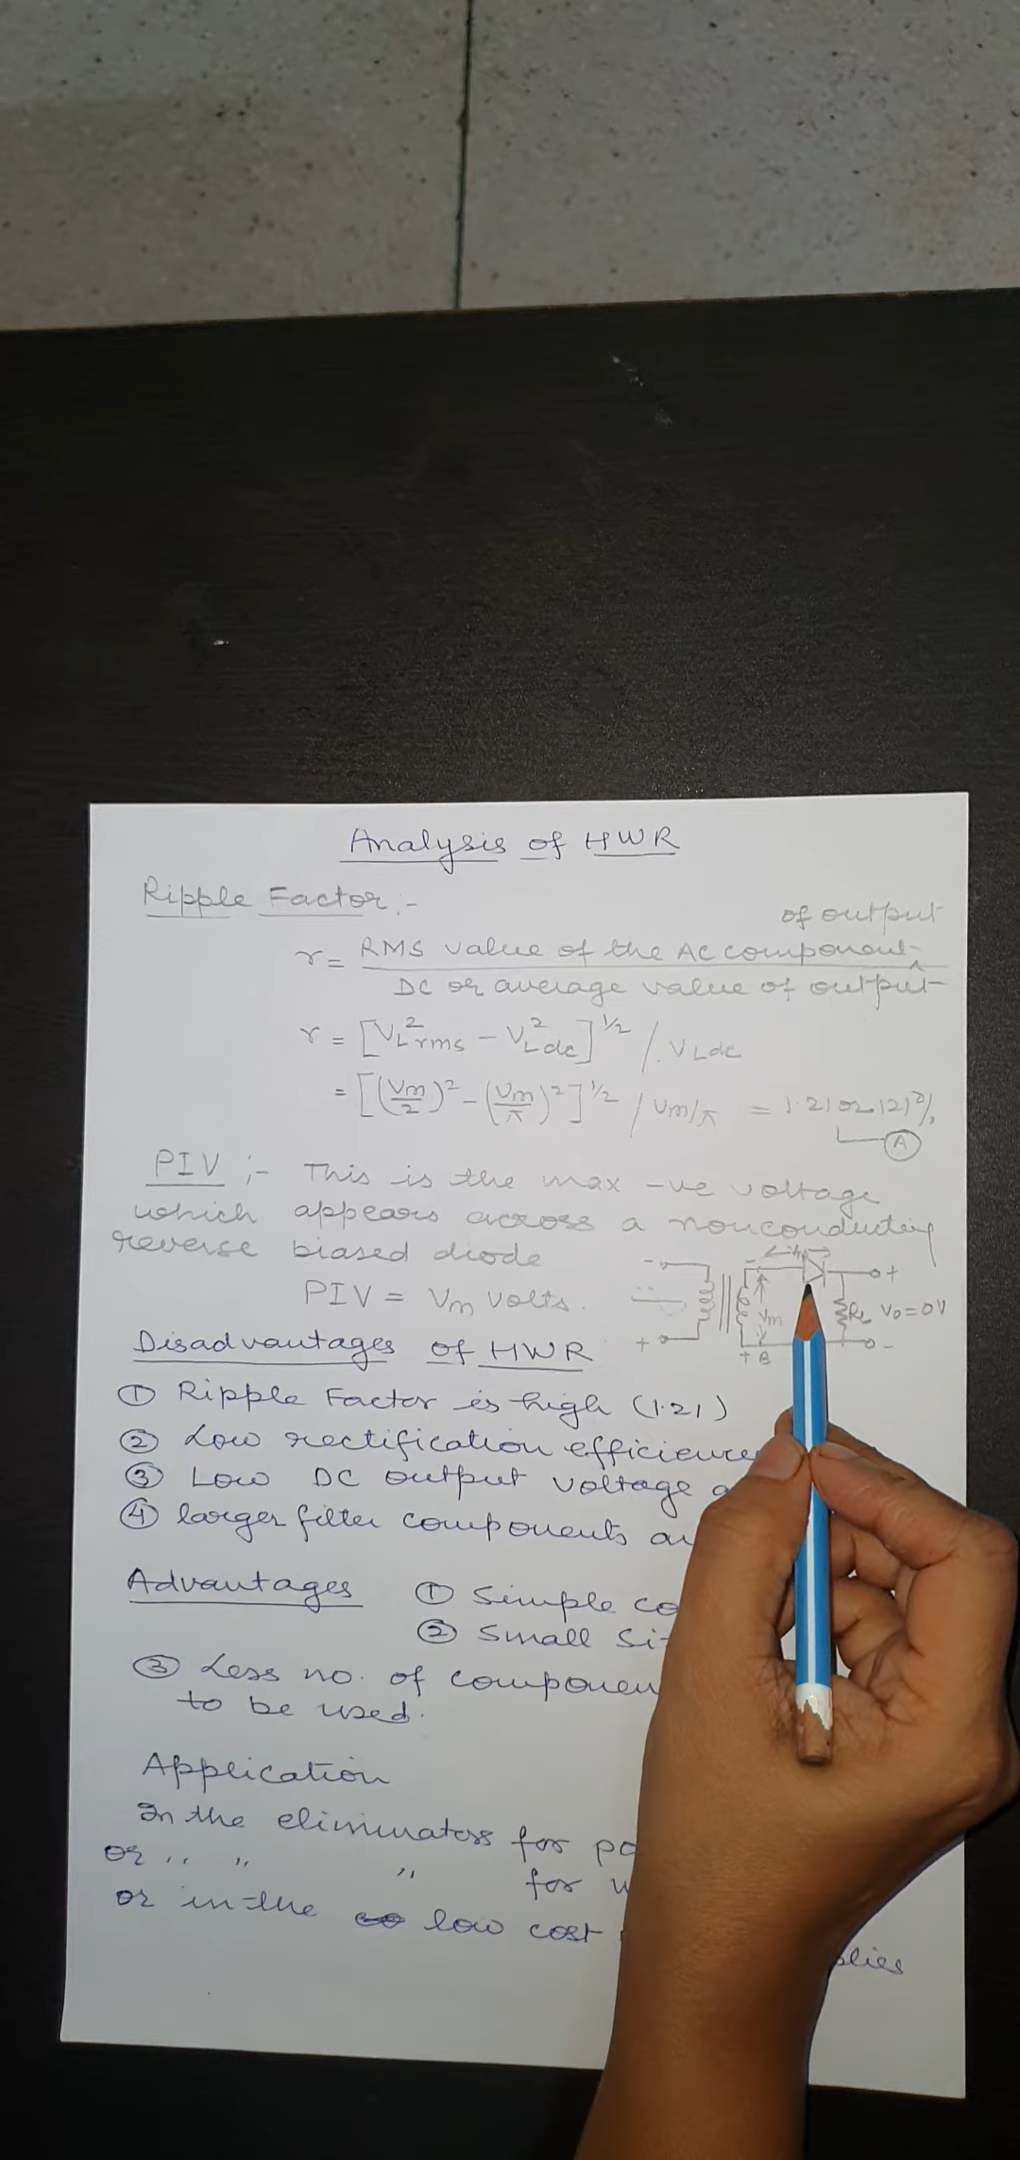 Analysis of HWR
Ripple Factor :-
of output
r = RMS value of the AC component
DC or average value of output
r = [V²Lrms - V²Ldc]^1/2 / VLdc
= [(Vm/2)² - (Vm/π)²]^1/2 / Vm/π = 1.21 or 121%
A
PIV :- This is the max -ve voltage
which appears across a nonconducting
reverse biased diode
PIV = Vm volts.
- - +
Vm RL Vo = 0V
+ + B -
Disadvantages of HWR
① Ripple Factor is high (1.21)
② Low rectification
③ Low DC output voltage
④ larger filter components
Advantages ① Simple
② Small
③ Less no. of
to be used.
Application
In the eliminators for
or ,, ,, ,, for
or in the low cost